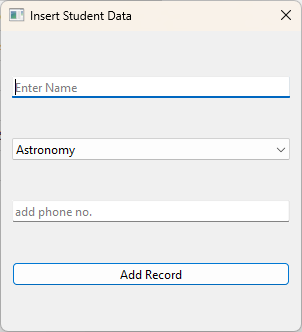 Insert Student Data
Enter Name
Astronomy
add phone no.
Add Record